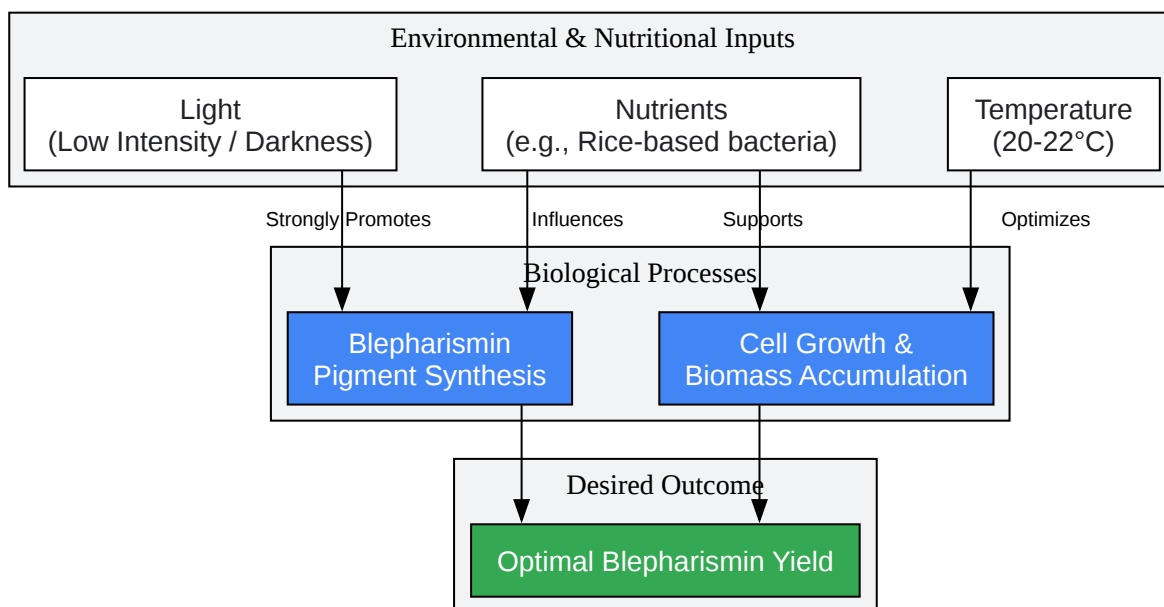 Environmental & Nutritional Inputs
Light
(Low Intensity / Darkness)
Nutrients
(e.g., Rice-based bacteria)
Temperature
(20-22°C)
Strongly Promotes
Influences
Supports
Optimizes
Biological Processes
Blepharismin
Pigment Synthesis
Cell Growth &
Biomass Accumulation
Desired Outcome
Optimal Blepharismin Yield